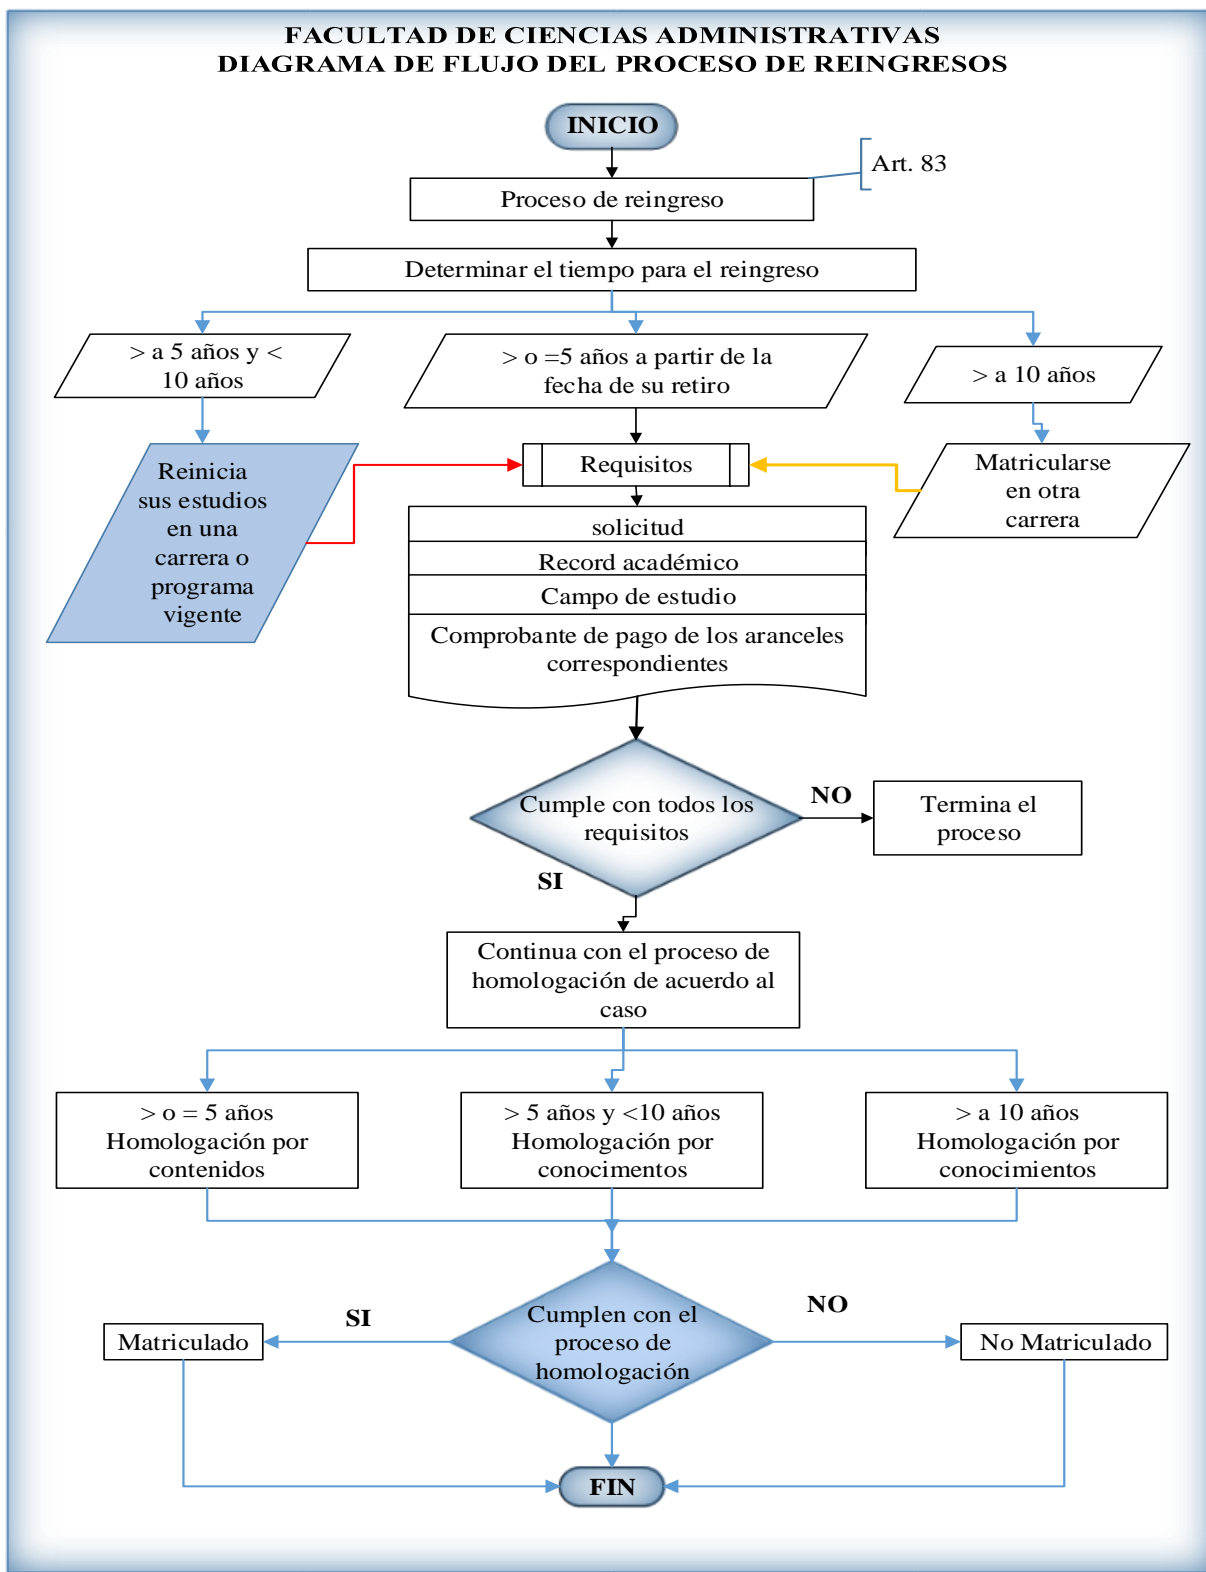 FACULTAD DE CIENCIAS ADMINISTRATIVAS
DIAGRAMA DE FLUJO DEL PROCESO DE REINGRESOS
INICIO
Art. 83
Proceso de reingreso
Determinar el tiempo para el reingreso
> a 5 años y <
10 años
> o =5 años a partir de la
fecha de su retiro
> a 10 años
Reinicia
sus estudios
en una
carrera o
programa
vigente
Requisitos
Matricularse
en otra
carrera
solicitud
Record académico
Campo de estudio
Comprobante de pago de los aranceles
correspondientes
Cumple con todos los
requisitos
NO
Termina el
proceso
SI
Continua con el proceso de
homologación de acuerdo al
caso
> o = 5 años
Homologación por
contenidos
> 5 años y <10 años
Homologación por
conocimentos
> a 10 años
Homologación por
conocimientos
Cumplen con el
proceso de
homologación
SI
NO
Matriculado
No Matriculado
FIN